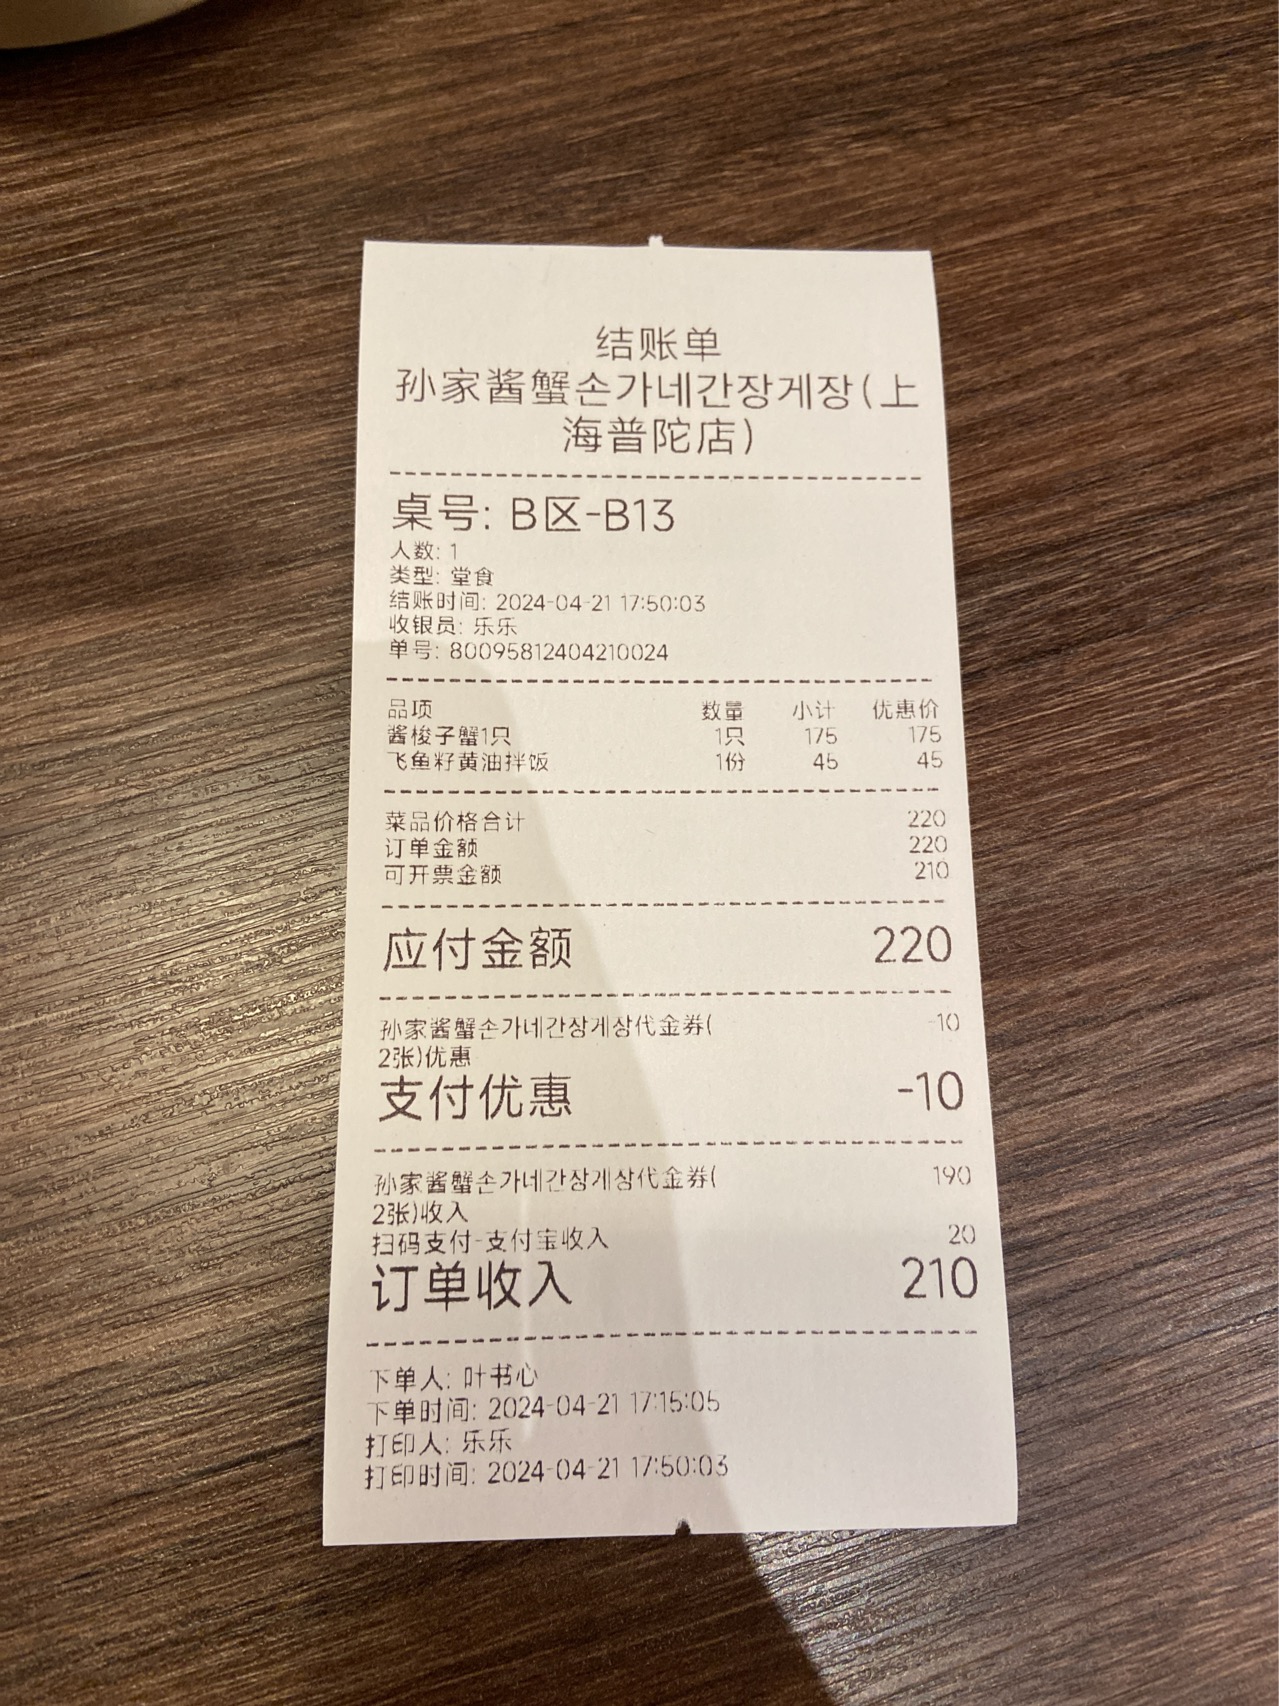 结账单
孙家酱蟹손가네간장게장(上
海普陀店)
桌号: B区-B13
人数: 1
类型: 堂食
结账时间: 2024-04-21 17:50:03
收银员: 乐乐
单号: 80095812404210024
品项 数量 小计 优惠价
酱梭子蟹1只 1只 175 175
飞鱼籽黄油拌饭 1份 45 45
菜品价格合计 220
订单金额 220
可开票金额 210
应付金额 220
孙家酱蟹손가네간장게장代金券( -10
2张)优惠
支付优惠 -10
孙家酱蟹손가네간장게장代金券( 190
2张)收入
扫码支付-支付宝收入 20
订单收入 210
下单人: 叶书心
下单时间: 2024-04-21 17:15:05
打印人: 乐乐
打印时间: 2024-04-21 17:50:03